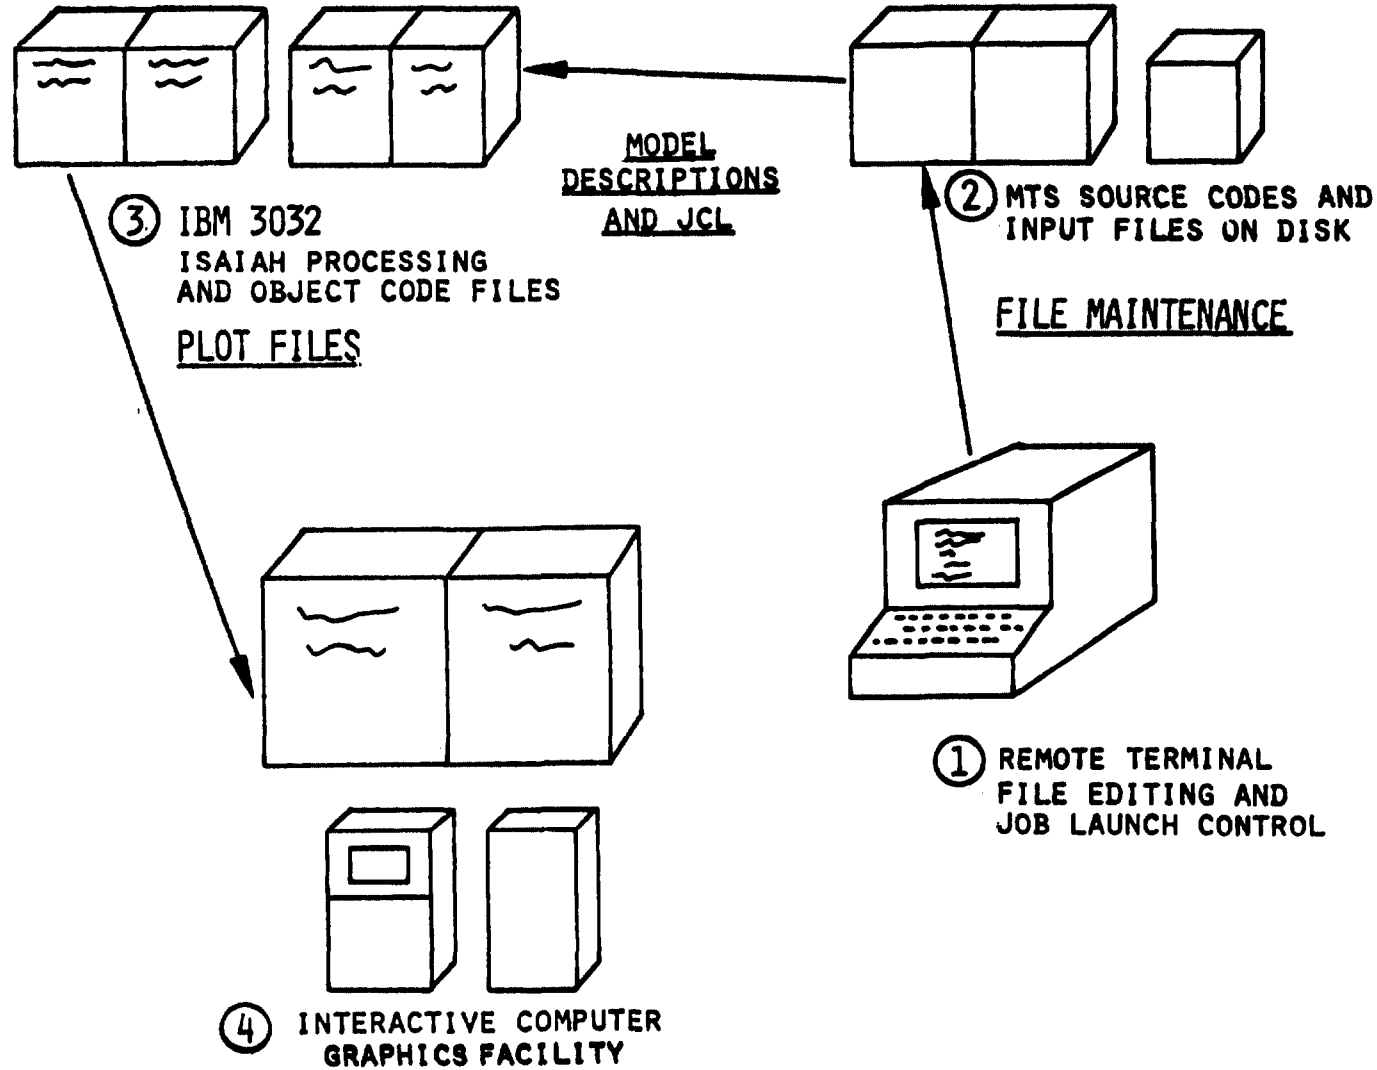 MODEL
DESCRIPTIONS
AND JCL
② MTS SOURCE CODES AND
INPUT FILES ON DISK
FILE MAINTENANCE
③ IBM 3032
ISAIAH PROCESSING
AND OBJECT CODE FILES
PLOT FILES
① REMOTE TERMINAL
FILE EDITING AND
JOB LAUNCH CONTROL
④ INTERACTIVE COMPUTER
GRAPHICS FACILITY